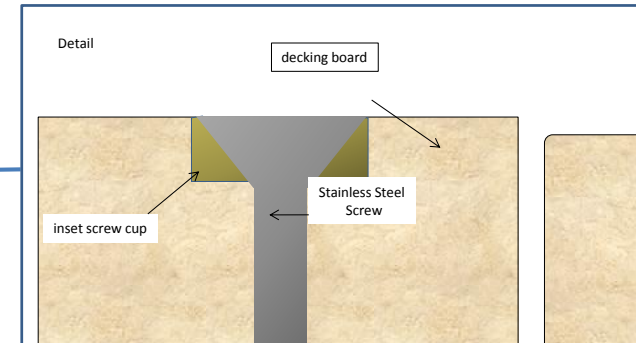 Detail
decking board
Stainless Steel
Screw
inset screw cup